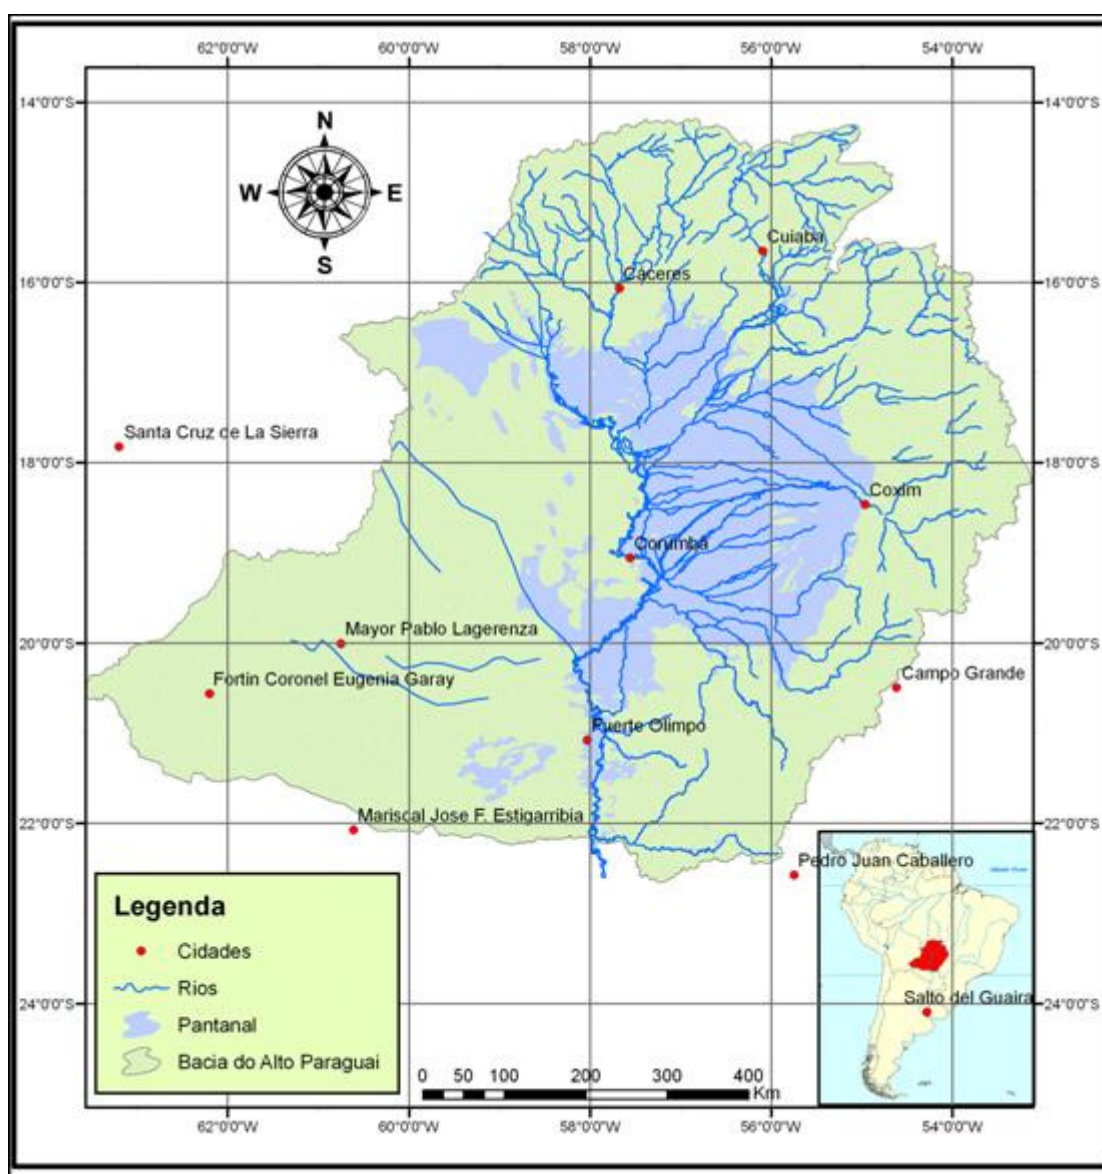 62°0'0"W 60°0'0"W 58°0'0"W 56°0'0"W 54°0'0"W
14°0'0"S 14°0'0"S
N
W E
S
Cuiaba
Cáceres
16°0'0"S 16°0'0"S
Santa Cruz de La Sierra
18°0'0"S 18°0'0"S
Coxim
Corumbá
Mayor Pablo Lagerenza
20°0'0"S 20°0'0"S
Fortin Coronel Eugenia Garay
Campo Grande
Fuerte Olimpo
Mariscal Jose F. Estigarribia
22°0'0"S 22°0'0"S
Pedro Juan Caballero
Legenda
Cidades
Rios
Pantanal
Bacia do Alto Paraguai
Salto del Guaira
24°0'0"S 24°0'0"S
0 50 100 200 300 400
Km
62°0'0"W 60°0'0"W 58°0'0"W 56°0'0"W 54°0'0"W